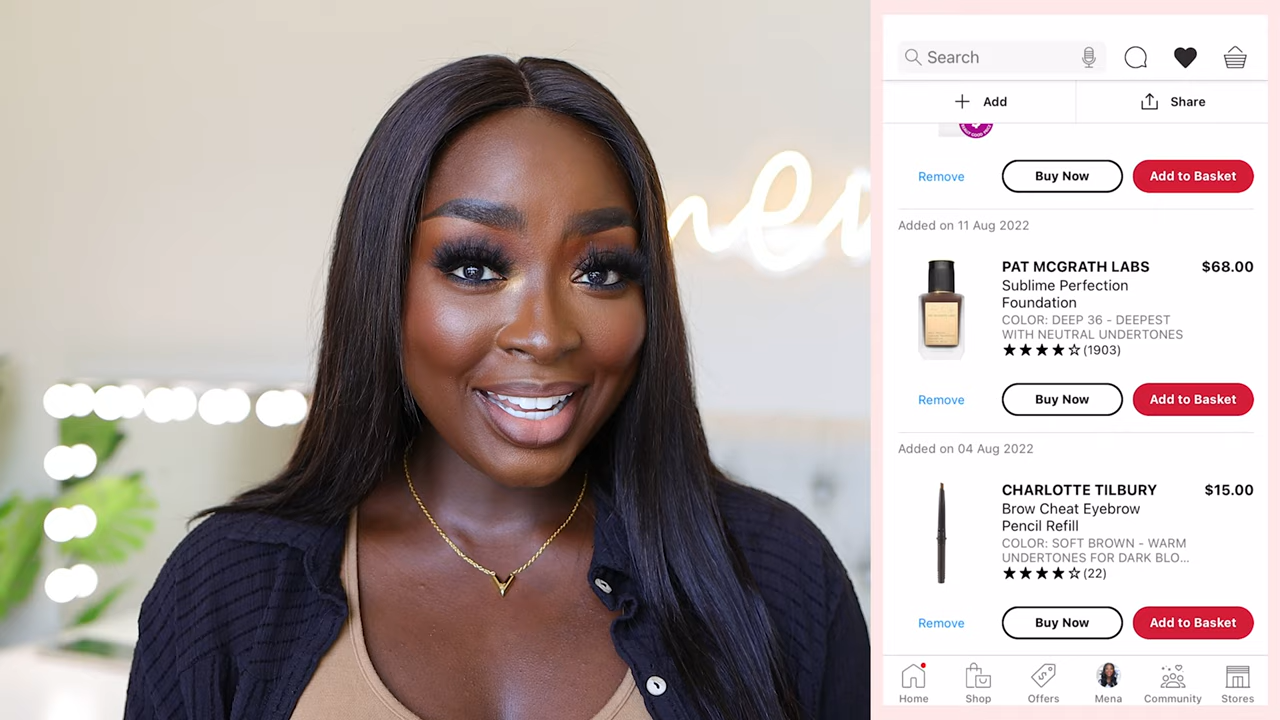 men
Search
Add
Share
Remove
Buy Now
Add to Basket
Added on 11 Aug 2022
PAT MCGRATH LABS $68.00
Sublime Perfection
Foundation
COLOR: DEEP 36 - DEEPEST
WITH NEUTRAL UNDERTONES
(1903)
Remove
Buy Now
Add to Basket
Added on 04 Aug 2022
CHARLOTTE TILBURY $15.00
Brow Cheat Eyebrow
Pencil Refill
COLOR: SOFT BROWN - WARM
UNDERTONES FOR DARK BLO...
(22)
Remove
Buy Now
Add to Basket
Home
Shop
Offers
Mena
Community
Stores